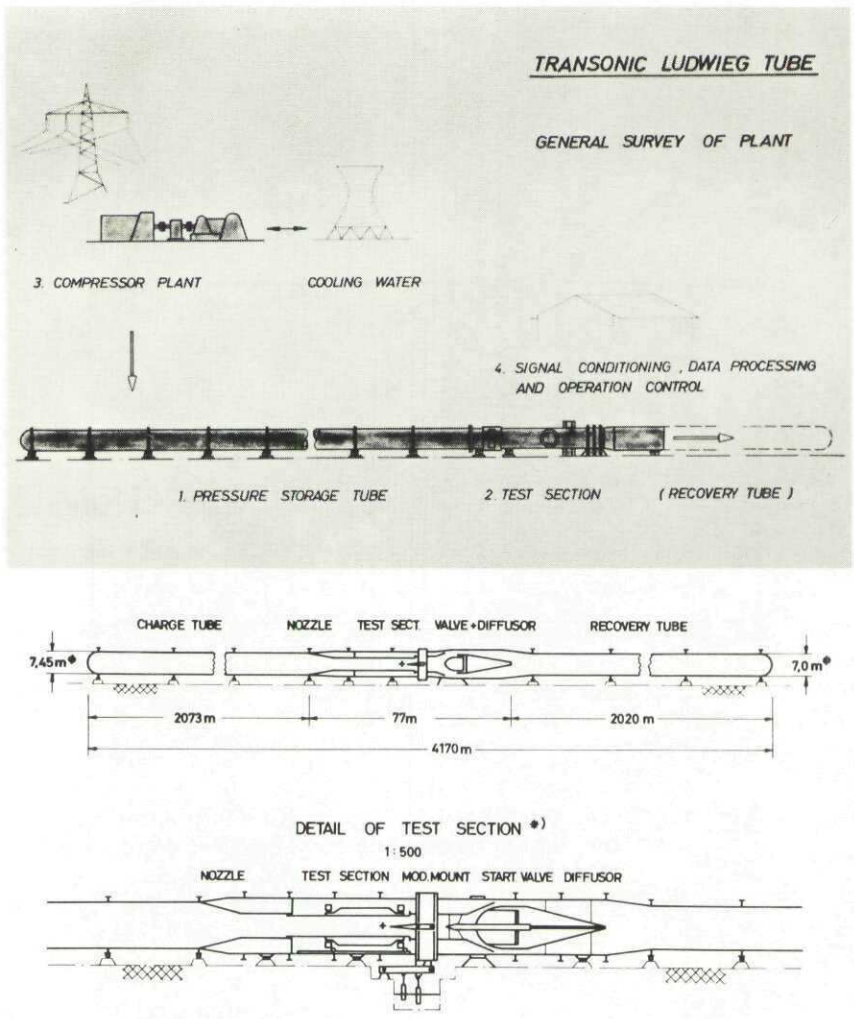 TRANSONIC LUDWIEG TUBE
GENERAL SURVEY OF PLANT
3. COMPRESSOR PLANT
COOLING WATER
4. SIGNAL CONDITIONING , DATA PROCESSING
AND OPERATION CONTROL
1. PRESSURE STORAGE TUBE
2. TEST SECTION
( RECOVERY TUBE )
CHARGE TUBE NOZZLE TEST SECT. VALVE+DIFFUSOR RECOVERY TUBE
7,45m* 7,0m*
2073m 77m 2020m
4170m
DETAIL OF TEST SECTION *)
1:500
NOZZLE TEST SECTION MOD.MOUNT START.VALVE DIFFUSOR